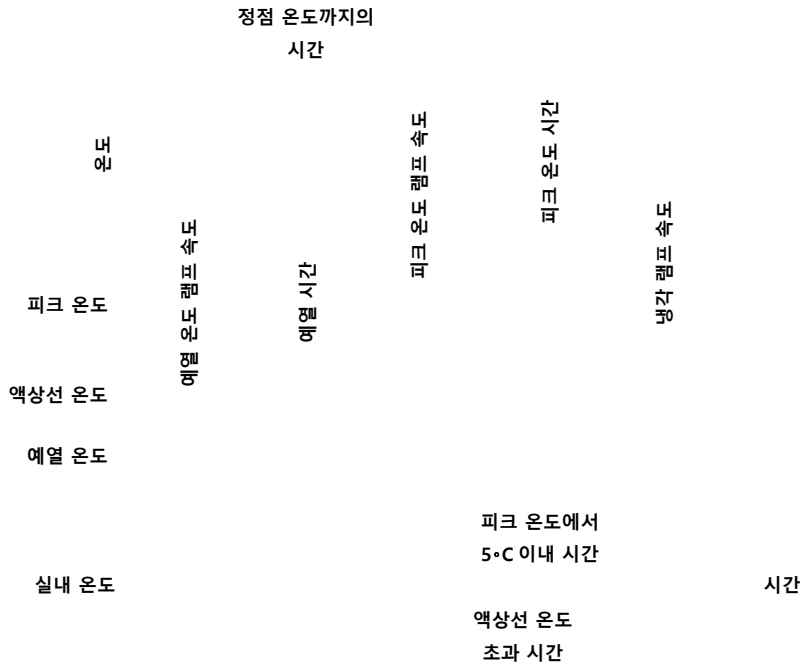 정점 온도까지의
시간
온도
피크 온도 램프 속도
피크 온도 시간
예열 온도 램프 속도
예열 시간
냉각 램프 속도
피크 온도
액상선 온도
예열 온도
피크 온도에서
5°C 이내 시간
실내 온도
시간
액상선 온도
초과 시간